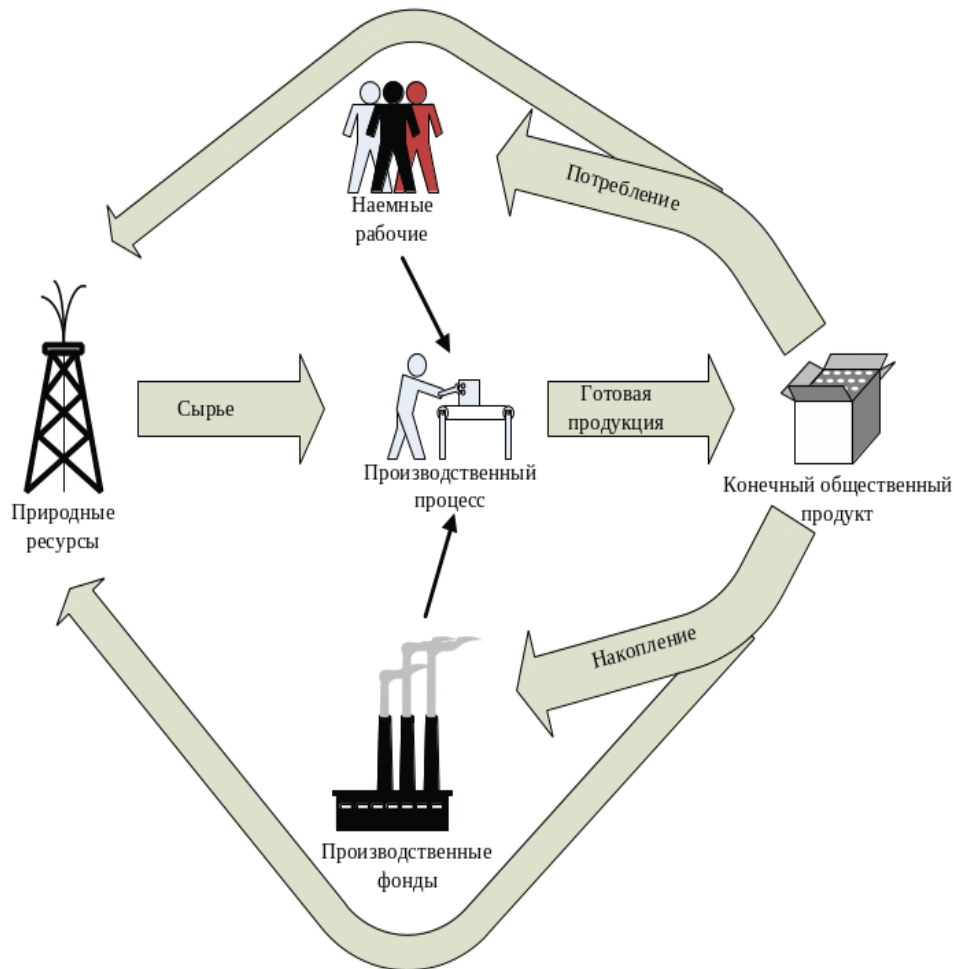 Наемные
рабочие
Потребление
Сырье
Готовая
продукция
Природные
ресурсы
Производственный
процесс
Конечный общественный
продукт
Накопление
Производственные
фонды